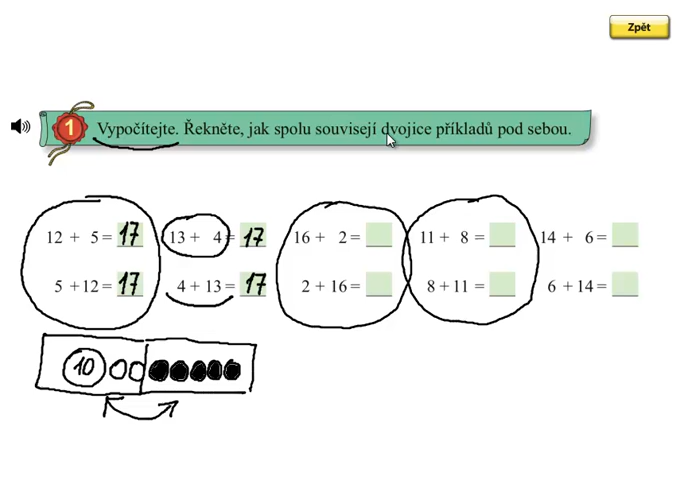 Zpět
1 Vypočítejte. Řekněte, jak spolu souvisejí dvojice příkladů pod sebou.
12 + 5 = 17 13 + 4 = 17 16 + 2 = 11 + 8 = 14 + 6 =
5 + 12 = 17 4 + 13 = 17 2 + 16 = 8 + 11 = 6 + 14 =
10